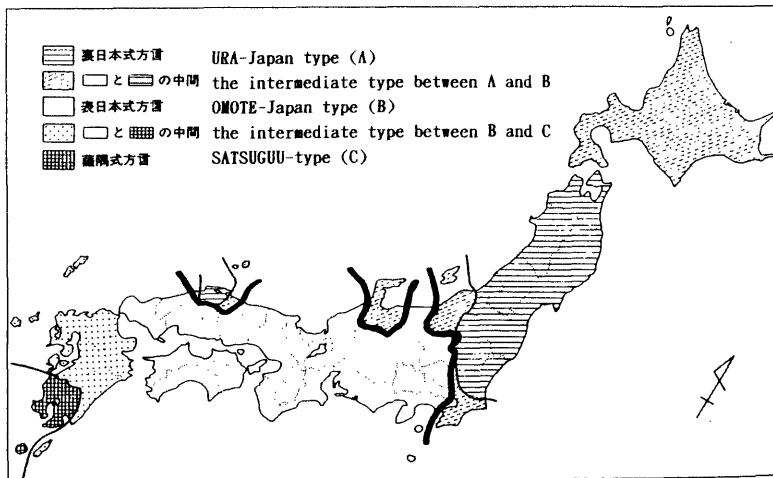 裏日本式方言 URA-Japan type (A)
と の中間 the intermediate type between A and B
表日本式方言 OMOTE-Japan type (B)
と の中間 the intermediate type between B and C
薩隅式方言 SATSUGUU-type (C)